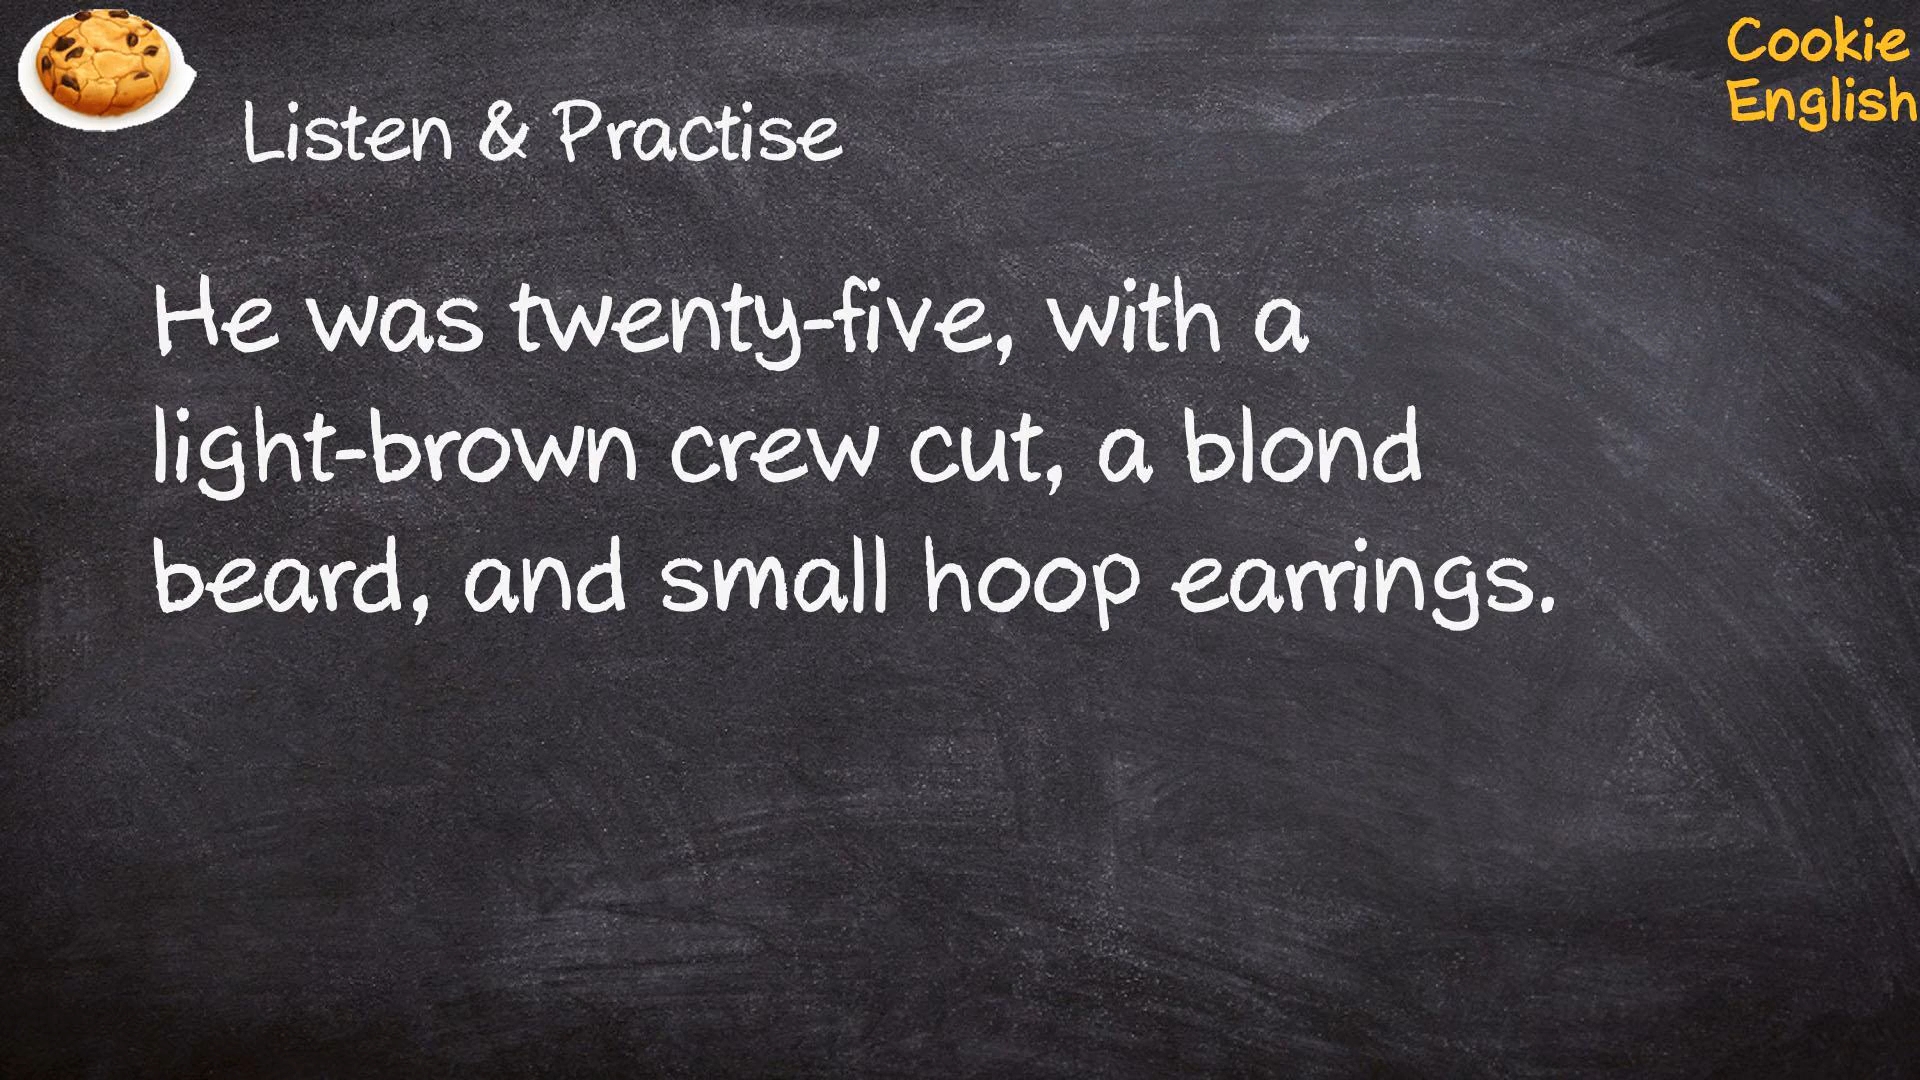 Cookie
English
Listen & Practise
He was twenty-five, with a
light-brown crew cut, a blond
beard, and small hoop earrings.